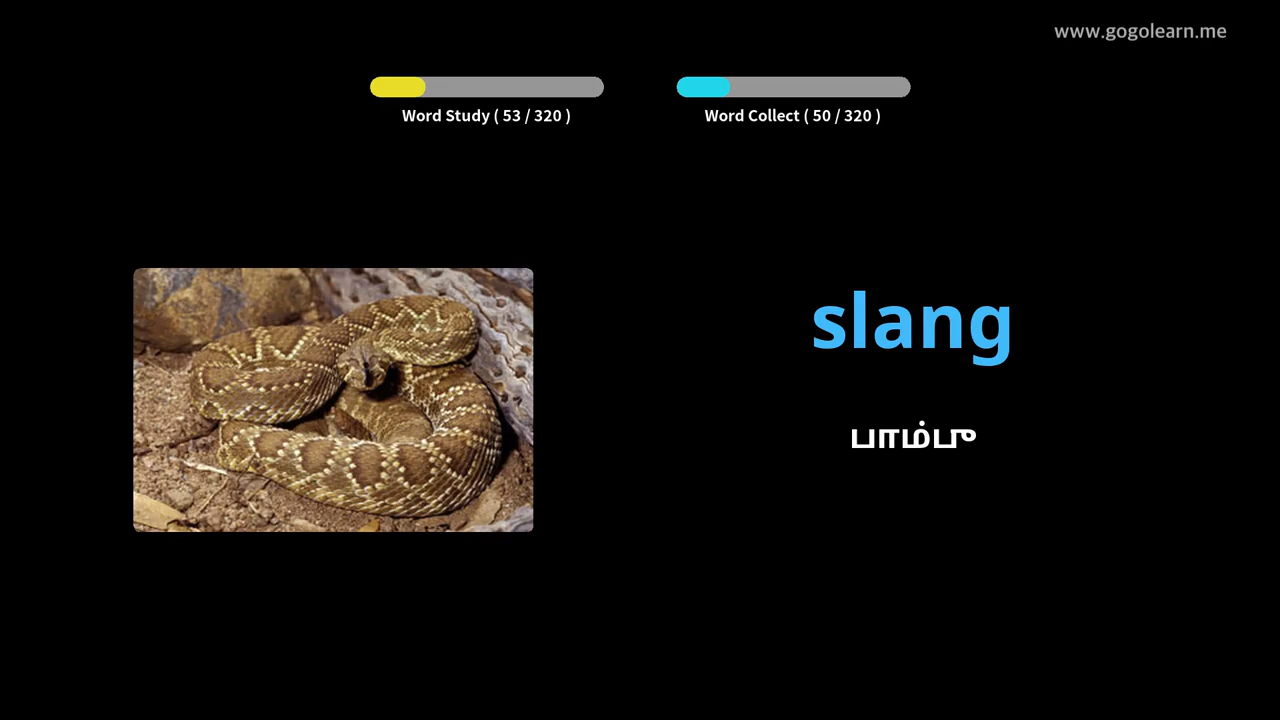 www.gogolearn.me
Word Study ( 53 / 320 )
Word Collect ( 50 / 320 )
slang
பாம்பு